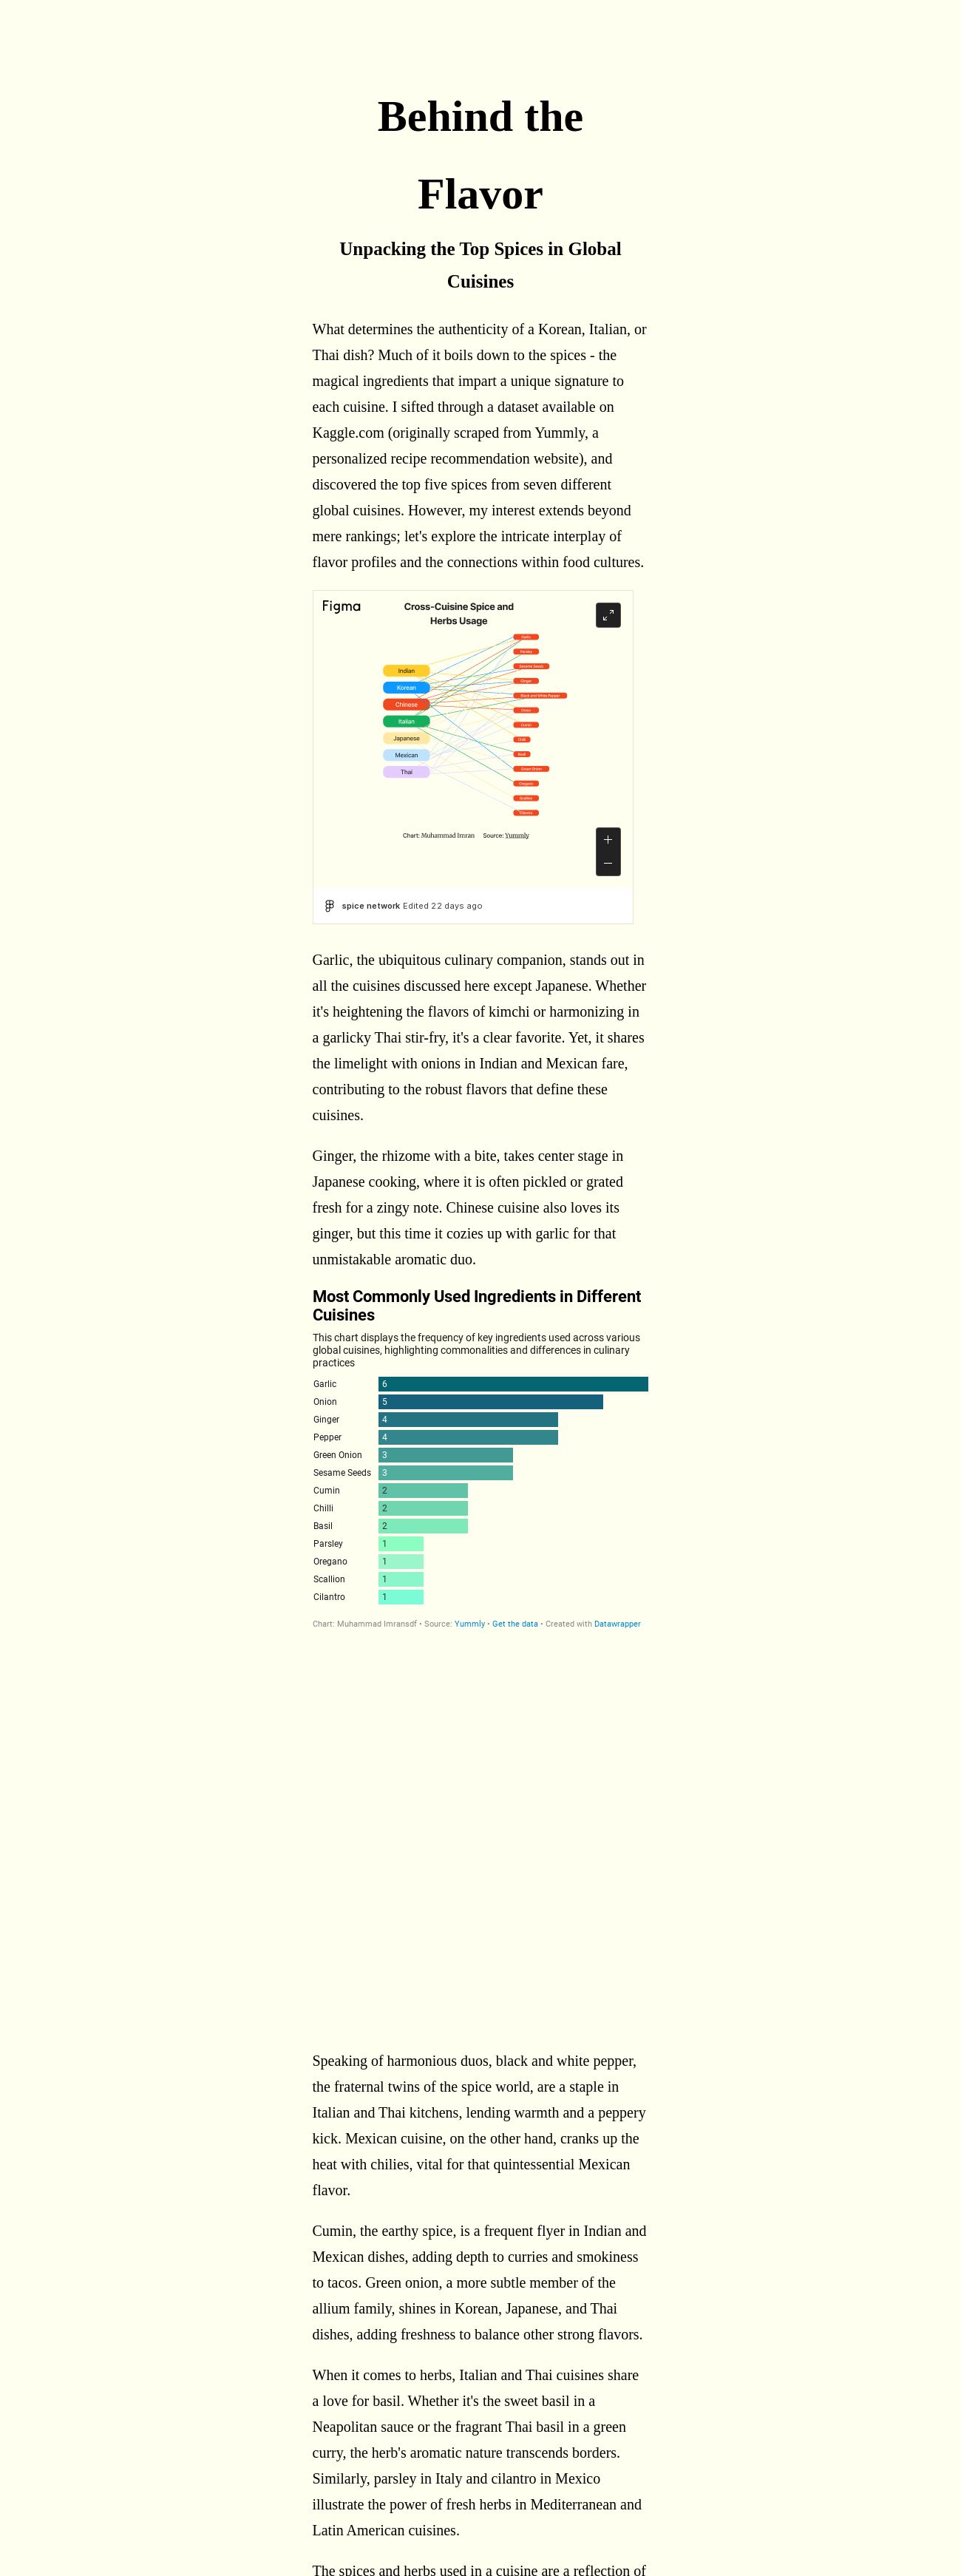 Behind the
Flavor
Unpacking the Top Spices in Global
Cuisines
What determines the authenticity of a Korean, Italian, or
Thai dish? Much of it boils down to the spices - the
magical ingredients that impart a unique signature to
each cuisine. I sifted through a dataset available on
Kaggle.com (originally scraped from Yummly, a
personalized recipe recommendation website), and
discovered the top five spices from seven different
global cuisines. However, my interest extends beyond
mere rankings; let's explore the intricate interplay of
flavor profiles and the connections within food cultures.
Figma
Cross-Cuisine Spice and
Herbs Usage
Indian
Korean
Chinese
Italian
Japanese
Mexican
Thai
Parsley
Sesame Seeds
Ginger
Black and White Pepper
Green Onion
Oregano
Chart: Muhammad Imran Source: Yummly
spice network Edited 22 days ago
Garlic, the ubiquitous culinary companion, stands out in
all the cuisines discussed here except Japanese. Whether
it's heightening the flavors of kimchi or harmonizing in
a garlicky Thai stir-fry, it's a clear favorite. Yet, it shares
the limelight with onions in Indian and Mexican fare,
contributing to the robust flavors that define these
cuisines.
Ginger, the rhizome with a bite, takes center stage in
Japanese cooking, where it is often pickled or grated
fresh for a zingy note. Chinese cuisine also loves its
ginger, but this time it cozies up with garlic for that
unmistakable aromatic duo.
Most Commonly Used Ingredients in Different
Cuisines
This chart displays the frequency of key ingredients used across various
global cuisines, highlighting commonalities and differences in culinary
practices
Garlic 6
Onion 5
Ginger 4
Pepper 4
Green Onion 3
Sesame Seeds 3
Cumin 2
Chilli 2
Basil 2
Parsley 1
Oregano 1
Scallion 1
Cilantro 1
Chart: Muhammad Imransdf • Source: Yummly • Get the data • Created with Datawrapper
Speaking of harmonious duos, black and white pepper,
the fraternal twins of the spice world, are a staple in
Italian and Thai kitchens, lending warmth and a peppery
kick. Mexican cuisine, on the other hand, cranks up the
heat with chilies, vital for that quintessential Mexican
flavor.
Cumin, the earthy spice, is a frequent flyer in Indian and
Mexican dishes, adding depth to curries and smokiness
to tacos. Green onion, a more subtle member of the
allium family, shines in Korean, Japanese, and Thai
dishes, adding freshness to balance other strong flavors.
When it comes to herbs, Italian and Thai cuisines share
a love for basil. Whether it's the sweet basil in a
Neapolitan sauce or the fragrant Thai basil in a green
curry, the herb's aromatic nature transcends borders.
Similarly, parsley in Italy and cilantro in Mexico
illustrate the power of fresh herbs in Mediterranean and
Latin American cuisines.
The spices and herbs used in a cuisine are a reflection of